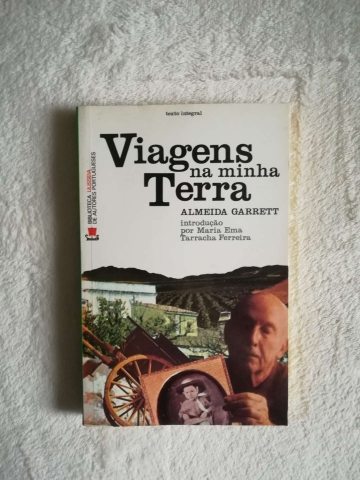 texto integral
Viagens
na minha
Terra
ALMEIDA GARRETT
introdução
por Maria Ema
Tarracha Ferreira
BIBLIOTECA ULISSEIA
DE AUTORES PORTUGUESES